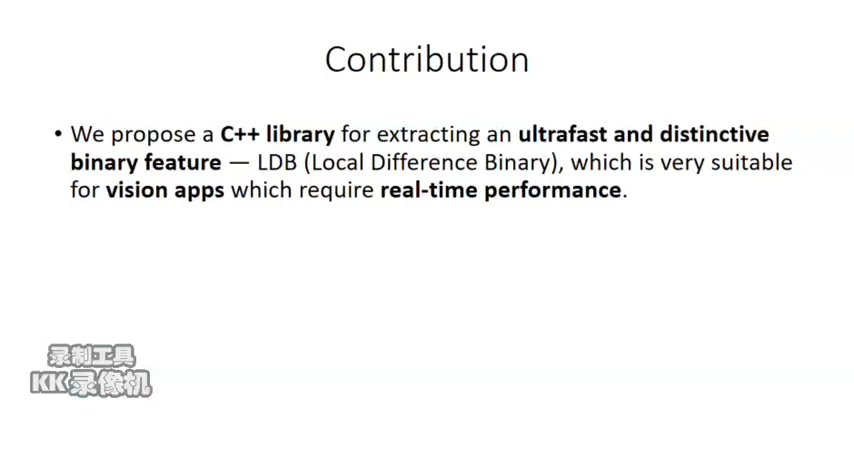 Contribution
• We propose a C++ library for extracting an ultrafast and distinctive
binary feature — LDB (Local Difference Binary), which is very suitable
for vision apps which require real-time performance.
录制工具
KK录像机